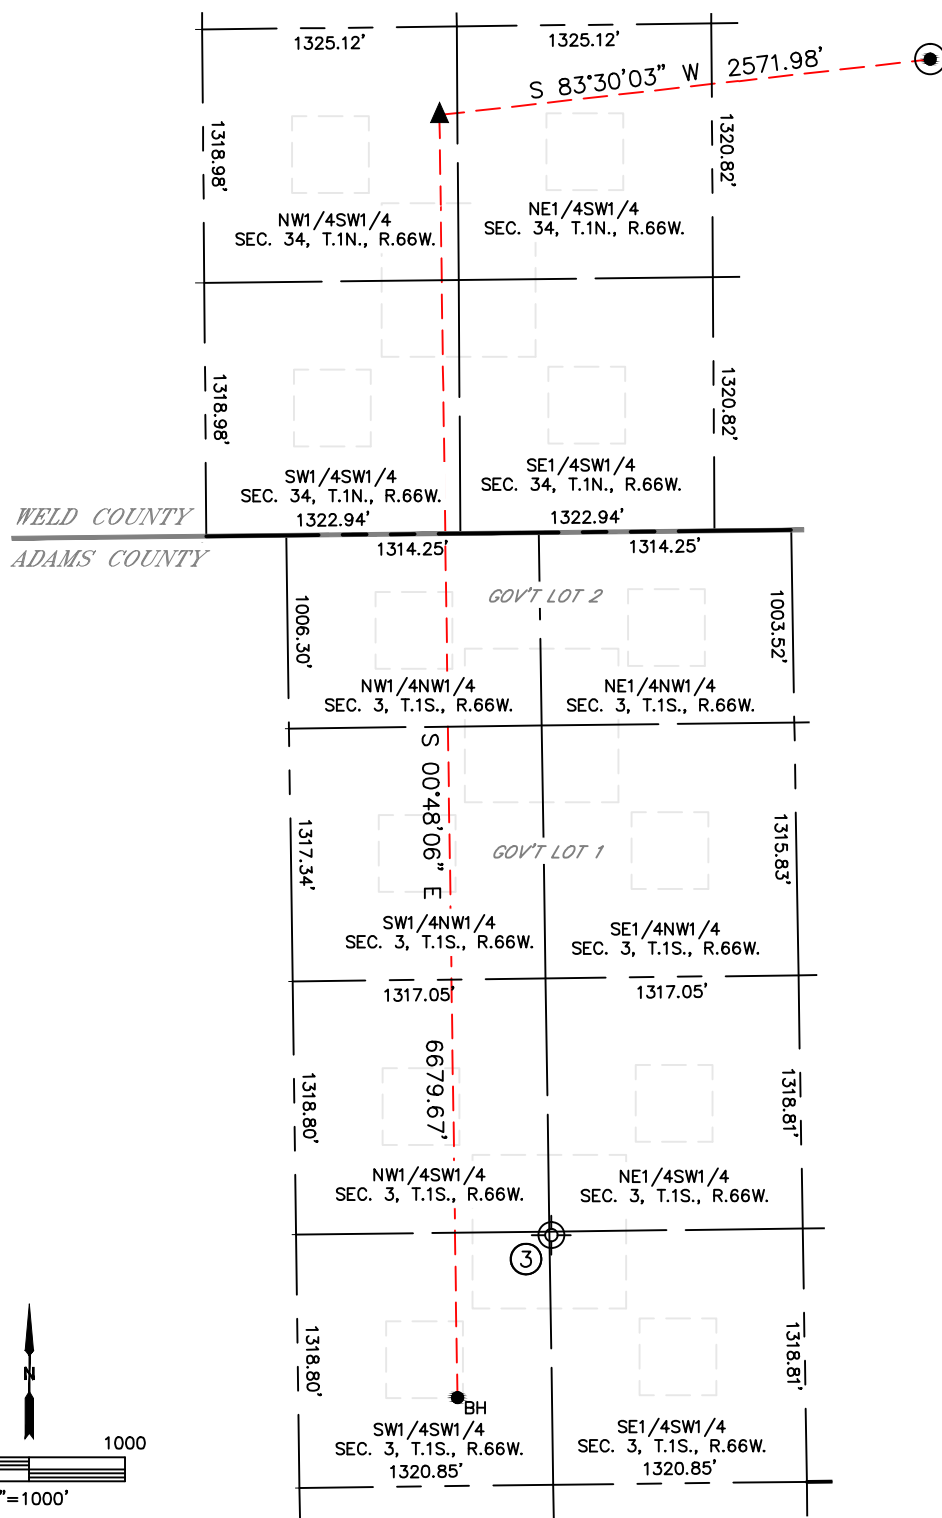 1325.12'
1325.12'
S 83°30'03" W 2571.98'
1318.98'
1320.82'
NW1/4SW1/4
SEC. 34, T.1N., R.66W.
NE1/4SW1/4
SEC. 34, T.1N., R.66W.
1318.98'
1320.82'
SW1/4SW1/4
SEC. 34, T.1N., R.66W.
1322.94'
SE1/4SW1/4
SEC. 34, T.1N., R.66W.
1322.94'
WELD COUNTY
ADAMS COUNTY
1314.25'
1314.25'
GOV'T LOT 2
1006.30'
1003.52'
NW1/4NW1/4
SEC. 3, T.1S., R.66W.
NE1/4NW1/4
SEC. 3, T.1S., R.66W.
S 00°48'06" E 6679.67'
1317.34'
GOV'T LOT 1
1315.83'
SW1/4NW1/4
SEC. 3, T.1S., R.66W.
SE1/4NW1/4
SEC. 3, T.1S., R.66W.
1317.05'
1317.05'
1318.80'
1318.81'
NW1/4SW1/4
SEC. 3, T.1S., R.66W.
NE1/4SW1/4
SEC. 3, T.1S., R.66W.
3
1318.80'
1318.81'
BH
SW1/4SW1/4
SEC. 3, T.1S., R.66W.
1320.85'
SE1/4SW1/4
SEC. 3, T.1S., R.66W.
1320.85'
N
1000
"=1000'